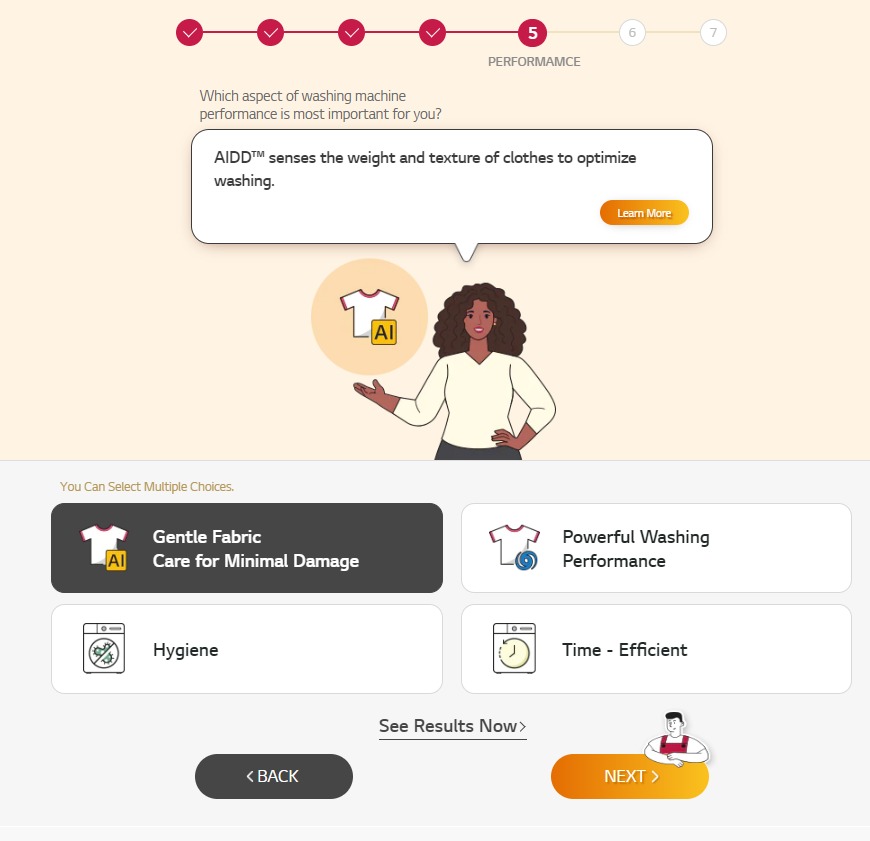 5
6
7
PERFORMAMCE
Which aspect of washing machine
performance is most important for you?
AIDD™ senses the weight and texture of clothes to optimize
washing.
Learn More
AI
You Can Select Multiple Choices.
AI
Gentle Fabric
Care for Minimal Damage
Powerful Washing
Performance
Hygiene
Time - Efficient
See Results Now>
< BACK
NEXT >